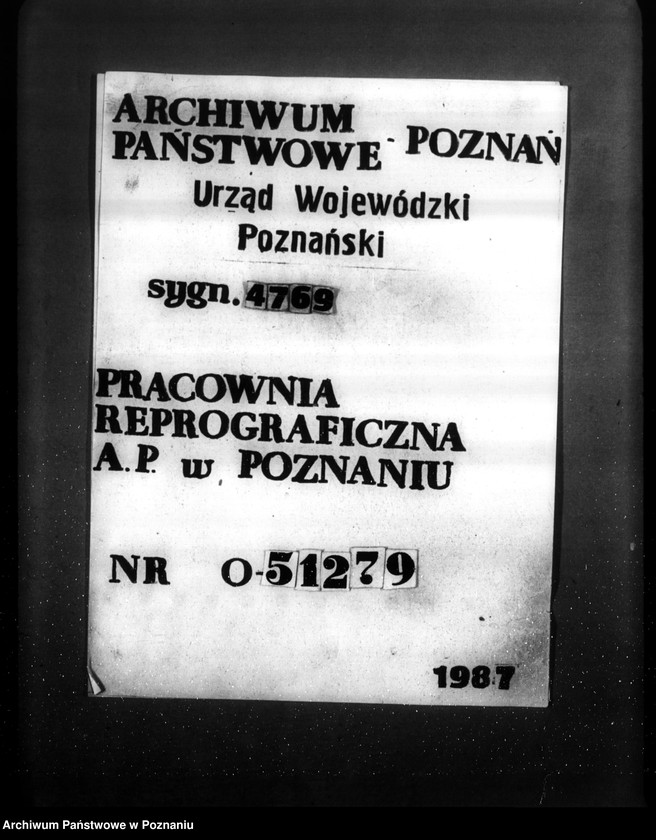 ARCHIWUM
PAŃSTWOWE - POZNAŃ
Urząd Wojewódzki
Poznański
sygn. 4769
PRACOWNIA
REPROGRAFICZNA
A.P. w POZNANIU
NR O-51279
1987
Archiwum Państwowe w Poznaniu